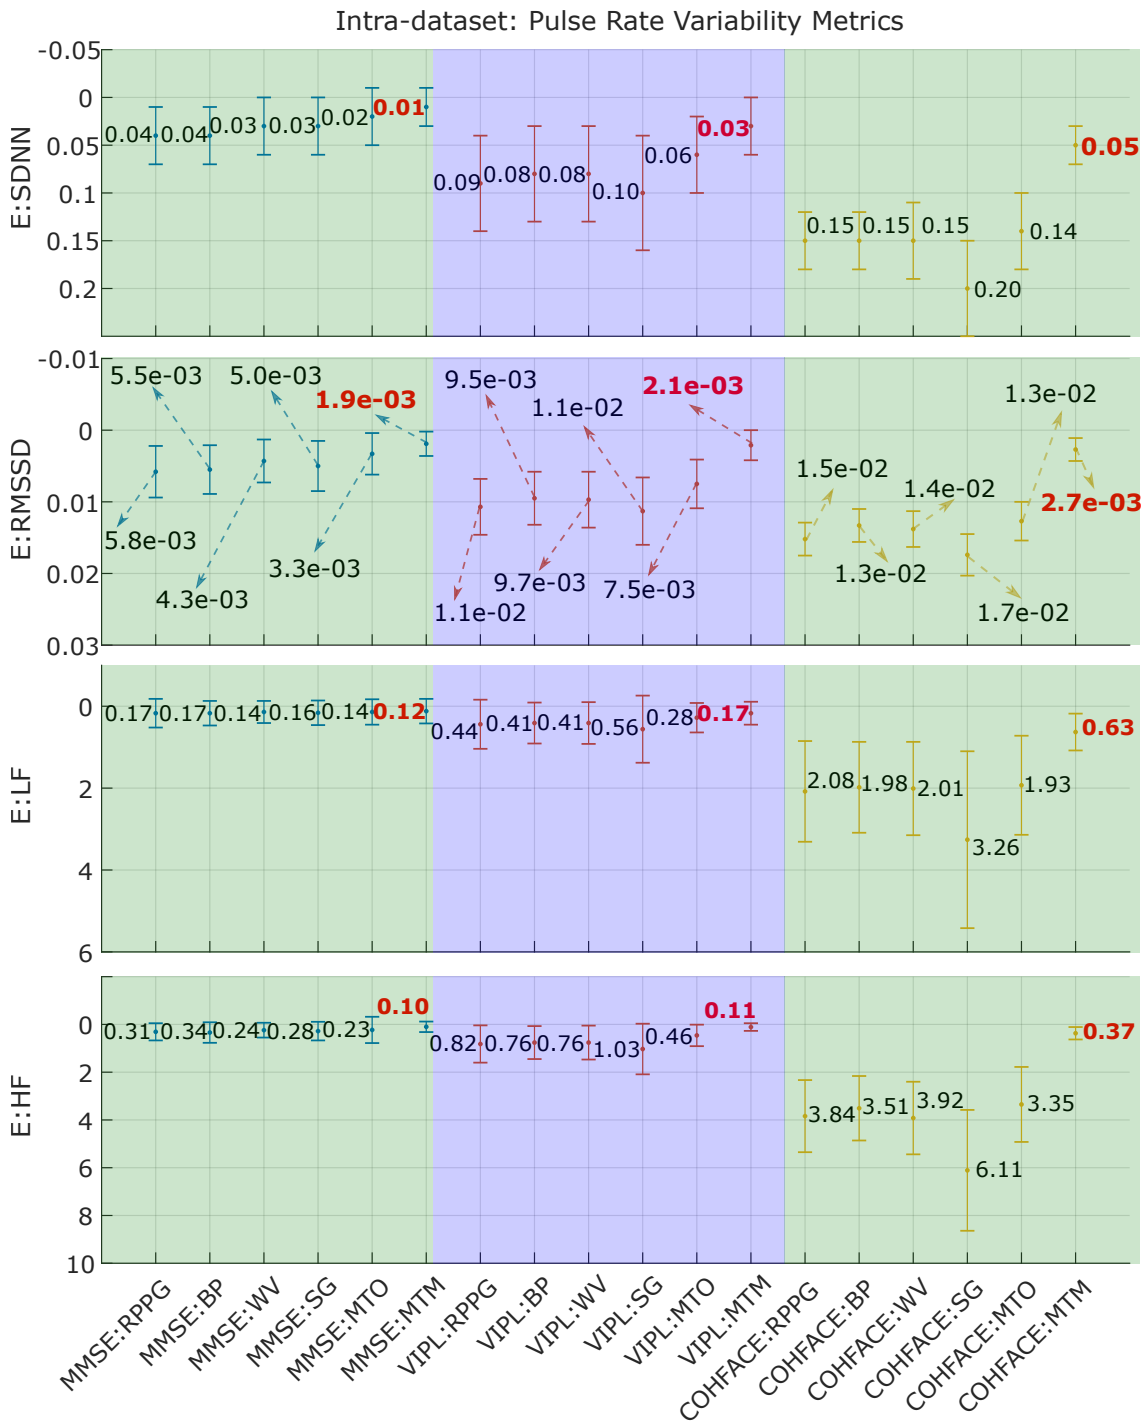 Intra-dataset: Pulse Rate Variability Metrics
E:SDNN
-0.05
0
0.05
0.1
0.15
0.2
0.04
0.04
0.03
0.03
0.02
0.01
0.09
0.08
0.08
0.10
0.06
0.03
0.15
0.15
0.15
0.20
0.14
0.05
E:RMSSD
-0.01
0
0.01
0.02
0.03
5.8e-03
5.5e-03
4.3e-03
5.0e-03
3.3e-03
1.9e-03
1.1e-02
9.5e-03
9.7e-03
1.1e-02
7.5e-03
2.1e-03
1.5e-02
1.3e-02
1.4e-02
1.7e-02
1.3e-02
2.7e-03
E:LF
0
2
4
6
0.17
0.17
0.14
0.16
0.14
0.12
0.44
0.41
0.41
0.56
0.28
0.17
2.08
1.98
2.01
3.26
1.93
0.63
E:HF
0
2
4
6
8
10
0.31
0.34
0.24
0.28
0.23
0.10
0.82
0.76
0.76
1.03
0.46
0.11
3.84
3.51
3.92
6.11
3.35
0.37
MMSE:RPPG
MMSE:BP
MMSE:WV
MMSE:SG
MMSE:MTO
MMSE:MTM
VIPL:RPPG
VIPL:BP
VIPL:WV
VIPL:SG
VIPL:MTO
VIPL:MTM
COHFACE:RPPG
COHFACE:BP
COHFACE:WV
COHFACE:SG
COHFACE:MTO
COHFACE:MTM